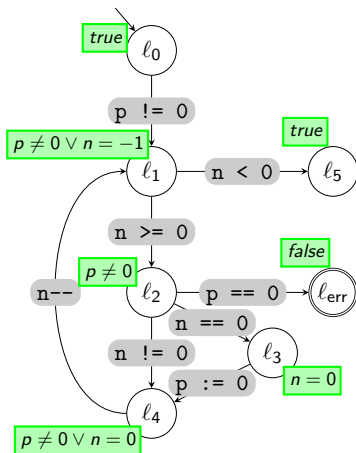 true
ℓ0
p != 0
p ≠ 0 ∨ n = −1
true
ℓ1
n < 0
ℓ5
n >= 0
false
p ≠ 0
n--
ℓ2
p == 0
ℓerr
n == 0
n != 0
ℓ3
p := 0
n = 0
ℓ4
p ≠ 0 ∨ n = 0